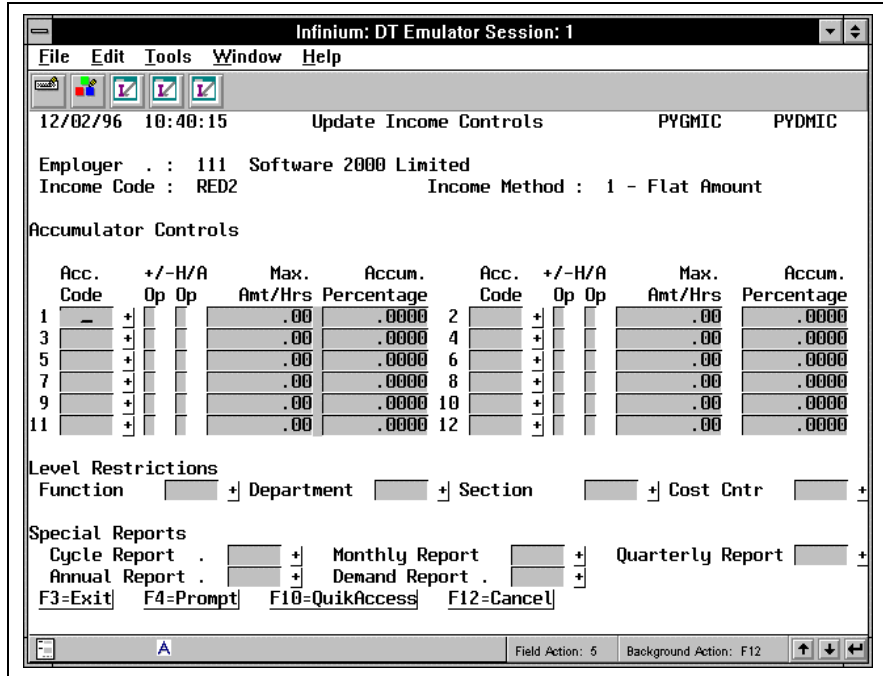 Infinium: DT Emulator Session: 1
File Edit Tools Window Help
12/02/96 10:40:15 Update Income Controls PYGMIC PYDMIC
Employer . : 111 Software 2000 Limited
Income Code : RED2 Income Method : 1 - Flat Amount
Accumulator Controls
Acc. +/-H/A Max. Accum. Acc. +/-H/A Max. Accum.
Code Op Op Amt/Hrs Percentage Code Op Op Amt/Hrs Percentage
1 _ + .00 .0000 2 + .00 .0000
3 + .00 .0000 4 + .00 .0000
5 + .00 .0000 6 + .00 .0000
7 + .00 .0000 8 + .00 .0000
9 + .00 .0000 10 + .00 .0000
11 + .00 .0000 12 + .00 .0000
Level Restrictions
Function + Department + Section + Cost Cntr +
Special Reports
Cycle Report . + Monthly Report + Quarterly Report +
Annual Report . + Demand Report . +
F3=Exit F4=Prompt F10=QuikAccess F12=Cancel
A Field Action: 5 Background Action: F12